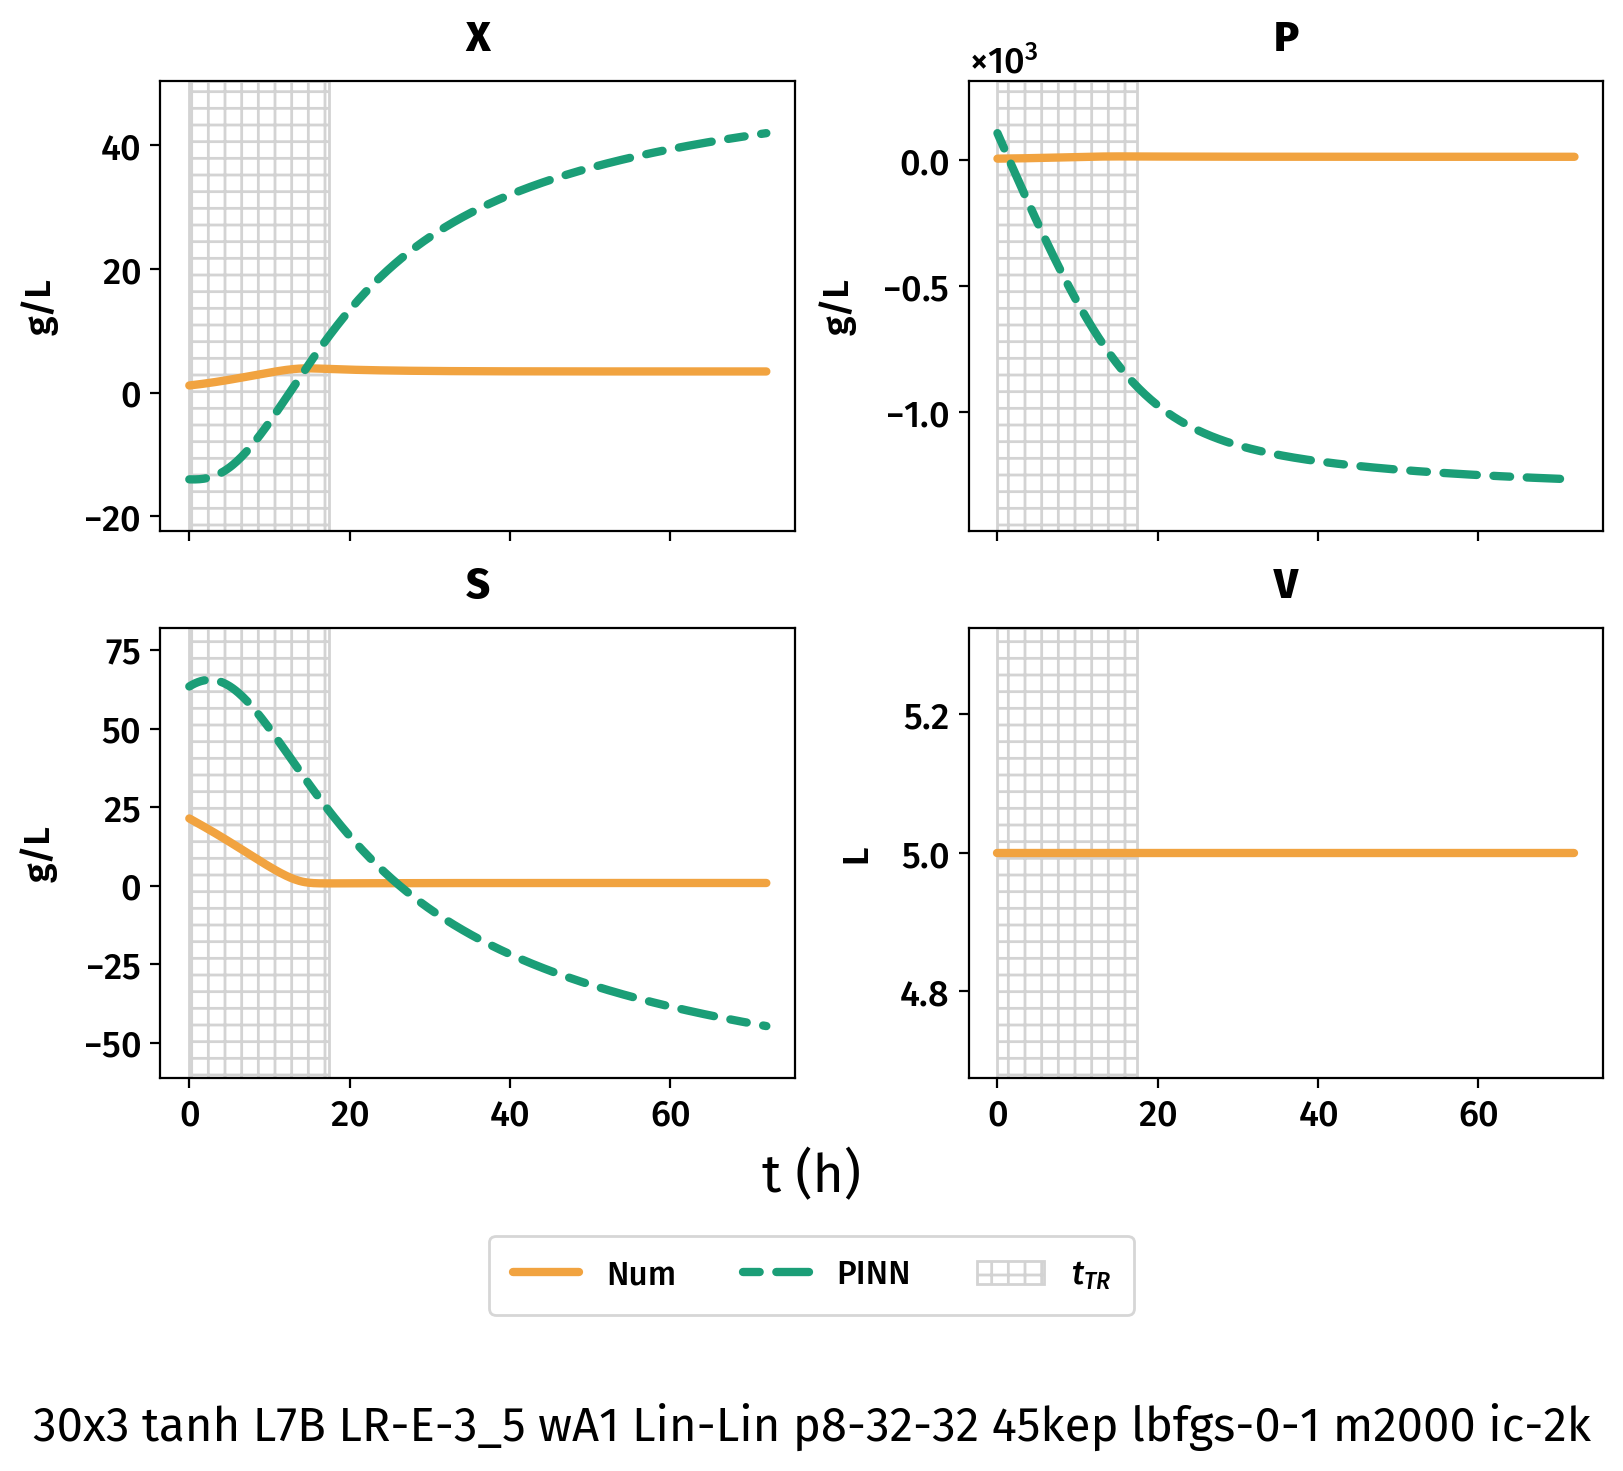 X
P
×10³
40
20
0
−20
g/L
0.0
−0.5
−1.0
g/L
S
V
75
50
25
0
−25
−50
g/L
5.2
5.0
4.8
L
0 20 40 60
0 20 40 60
t (h)
Num PINN t_TR
30x3 tanh L7B LR-E-3_5 wA1 Lin-Lin p8-32-32 45kep lbfgs-0-1 m2000 ic-2k